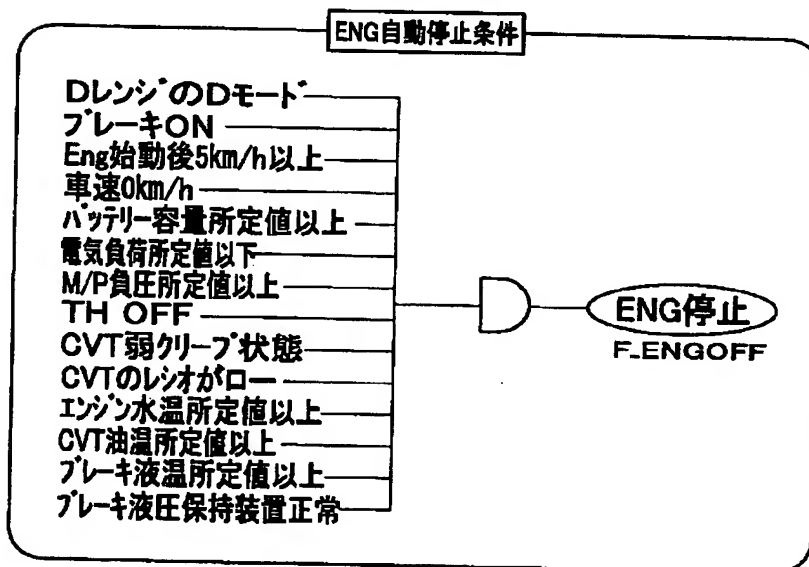 ENG自動停止条件
DレンジのDモード
ブレーキON
Eng始動後5km/h以上
車速0km/h
バッテリー容量所定値以上
電気負荷所定値以下
M/P負圧所定値以上
TH OFF
CVT弱クリープ状態
CVTのレシオがロー
エンジン水温所定値以上
CVT油温所定値以上
ブレーキ液温所定値以上
ブレーキ液圧保持装置正常
ENG停止
F_ENGOFF